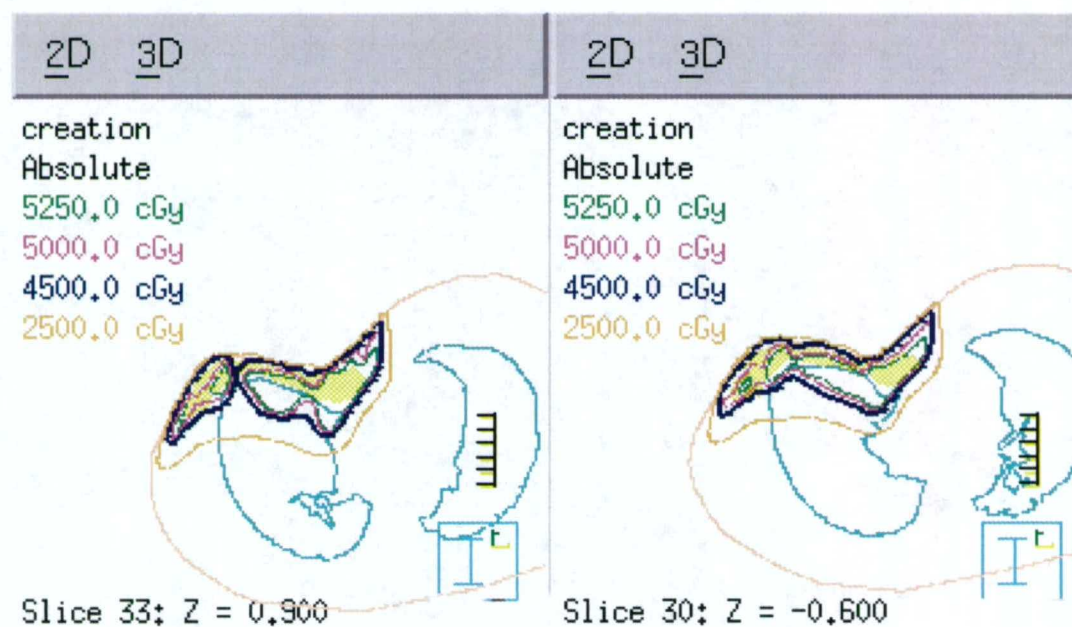 2D 3D
creation
Absolute
5250.0 cGy
5000.0 cGy
4500.0 cGy
2500.0 cGy
Slice 33: Z = 0.900
2D 3D
creation
Absolute
5250.0 cGy
5000.0 cGy
4500.0 cGy
2500.0 cGy
Slice 30: Z = -0.600